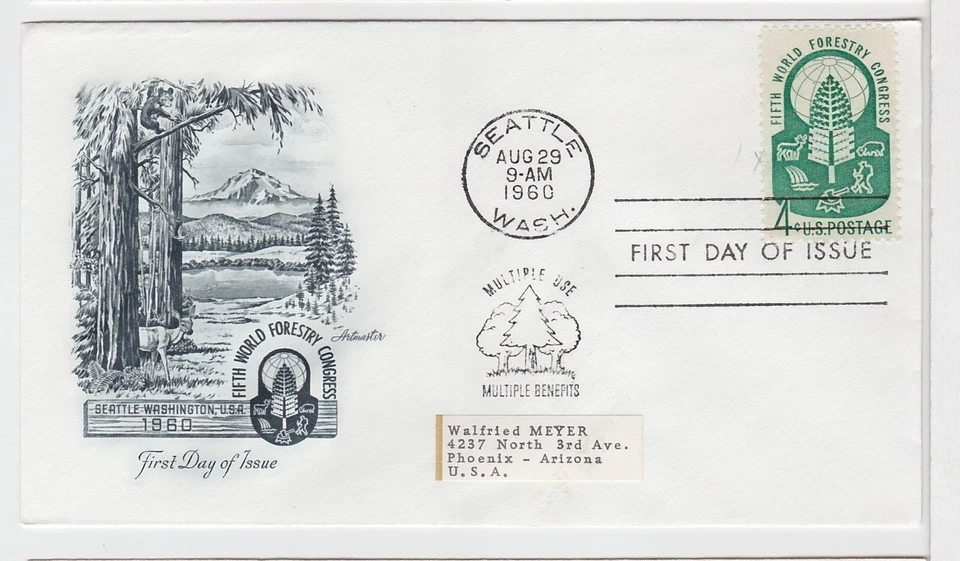 FIFTH WORLD FORESTRY CONGRESS
4¢ U.S. POSTAGE
SEATTLE
AUG 29
9-AM
1960
WASH.
FIRST DAY OF ISSUE
MULTIPLE USE
MULTIPLE BENEFITS
Artmaster
FIFTH WORLD FORESTRY CONGRESS
SEATTLE WASHINGTON, U.S.A.
1960
First Day of Issue
Walfried MEYER
4237 North 3rd Ave.
Phoenix - Arizona
U.S.A.